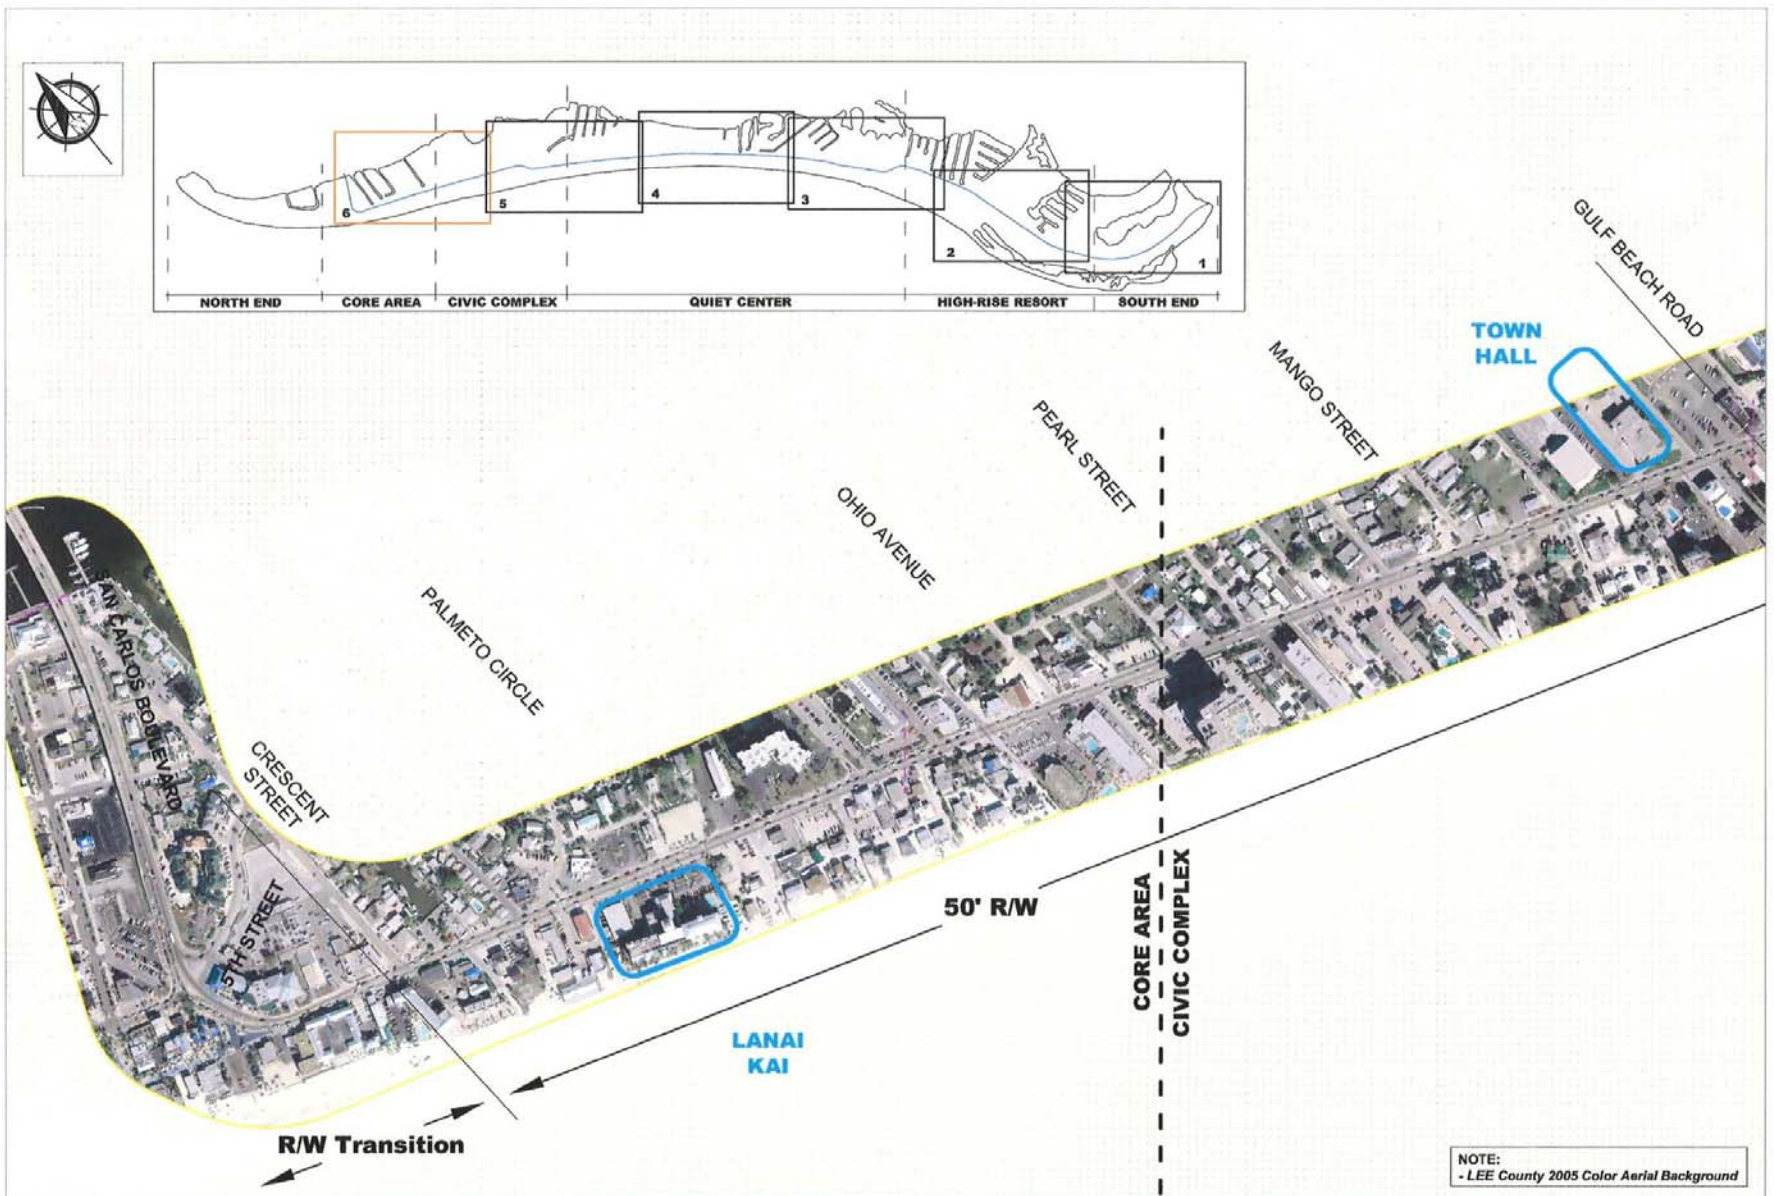 6
5
4
3
2
1
NORTH END
CORE AREA
CIVIC COMPLEX
QUIET CENTER
HIGH-RISE RESORT
SOUTH END
GULF BEACH ROAD
TOWN
HALL
MANGO STREET
PEARL STREET
OHIO AVENUE
PALMETO CIRCLE
SAN CARLOS BOULEVARD
CRESCENT
STREET
5TH STREET
50' R/W
CORE AREA
CIVIC COMPLEX
LANAI
KAI
R/W Transition
NOTE:
- LEE County 2005 Color Aerial Background